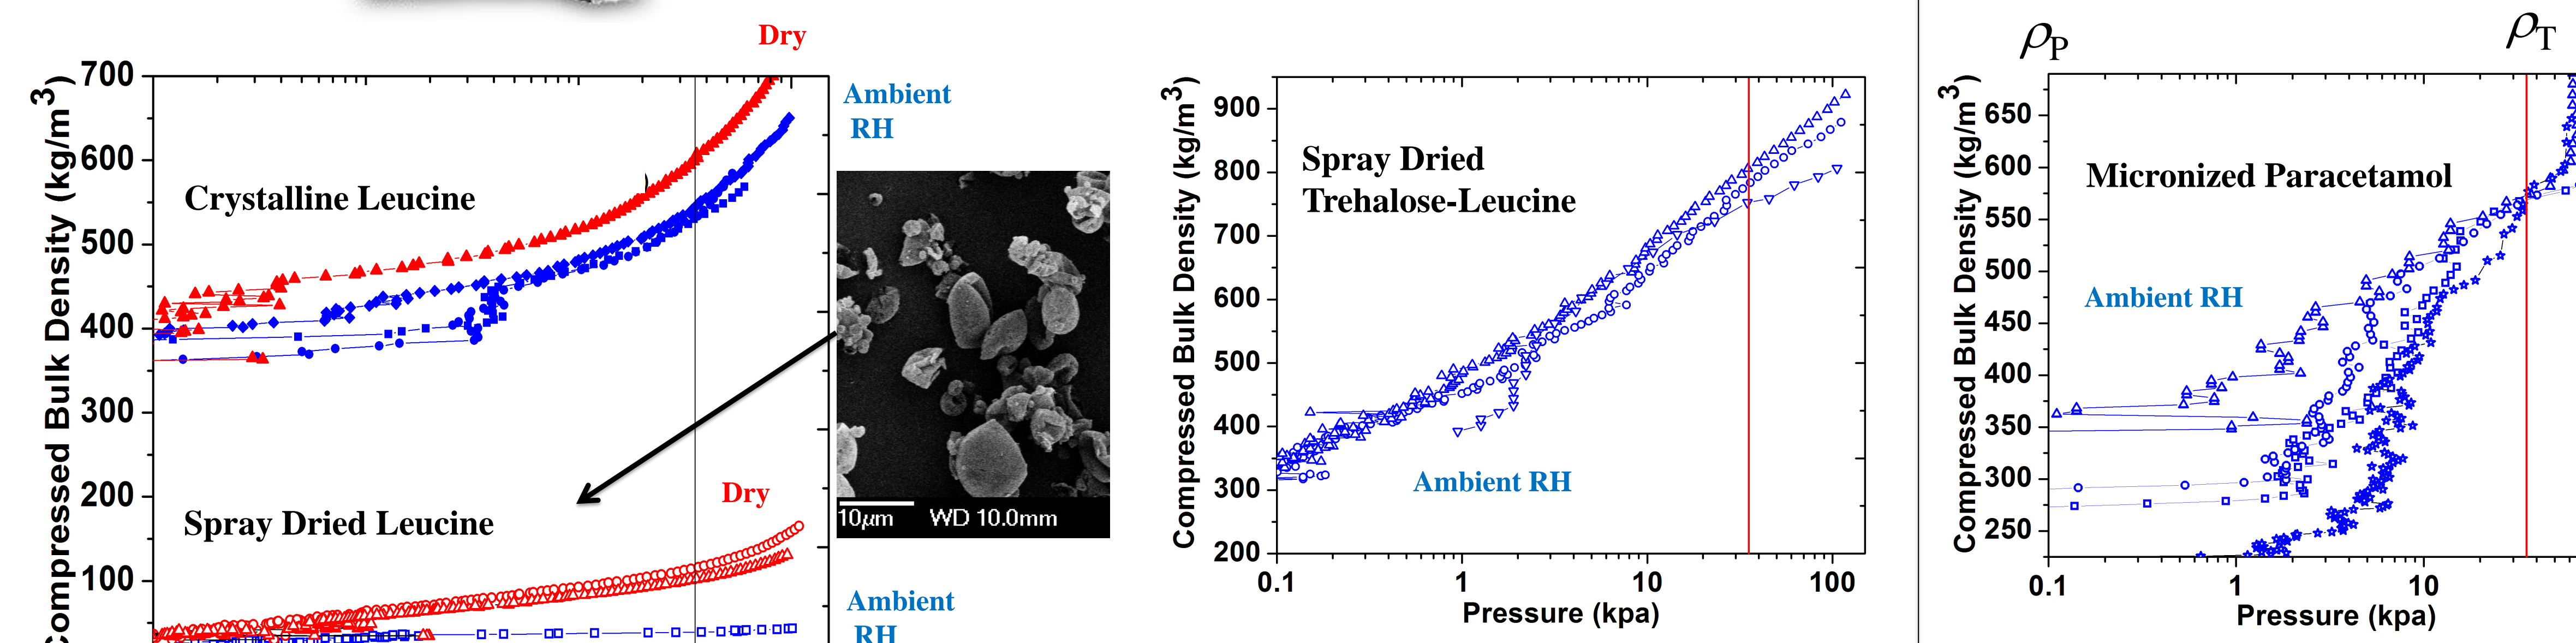 Dry
Compressed Bulk Density (kg/m³)
700
600
500
400
300
200
100
Crystalline Leucine
Spray Dried Leucine
Dry
Ambient
RH
10μm WD 10.0mm
Ambient
RH
Compressed Bulk Density (kg/m³)
900
800
700
600
500
400
300
200
Spray Dried
Trehalose-Leucine
Ambient RH
0.1 1 10 100
Pressure (kpa)
ρP ρT
Compressed Bulk Density (kg/m³)
650
600
550
500
450
400
350
300
250
Micronized Paracetamol
Ambient RH
0.1 1 10
Pressure (kpa)